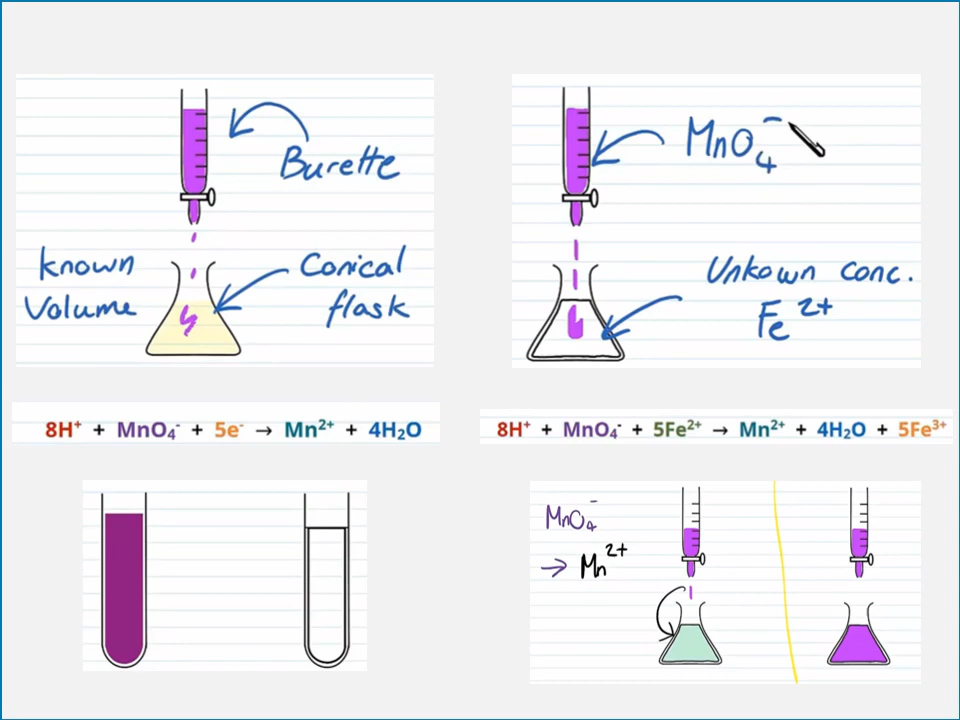 Burette
known
Volume
Conical
flask
MnO₄⁻
Unkown conc.
Fe²⁺
8H⁺ + MnO₄⁻ + 5e⁻ → Mn²⁺ + 4H₂O
8H⁺ + MnO₄⁻ + 5Fe²⁺ → Mn²⁺ + 4H₂O + 5Fe³⁺
MnO₄⁻
→ Mn²⁺